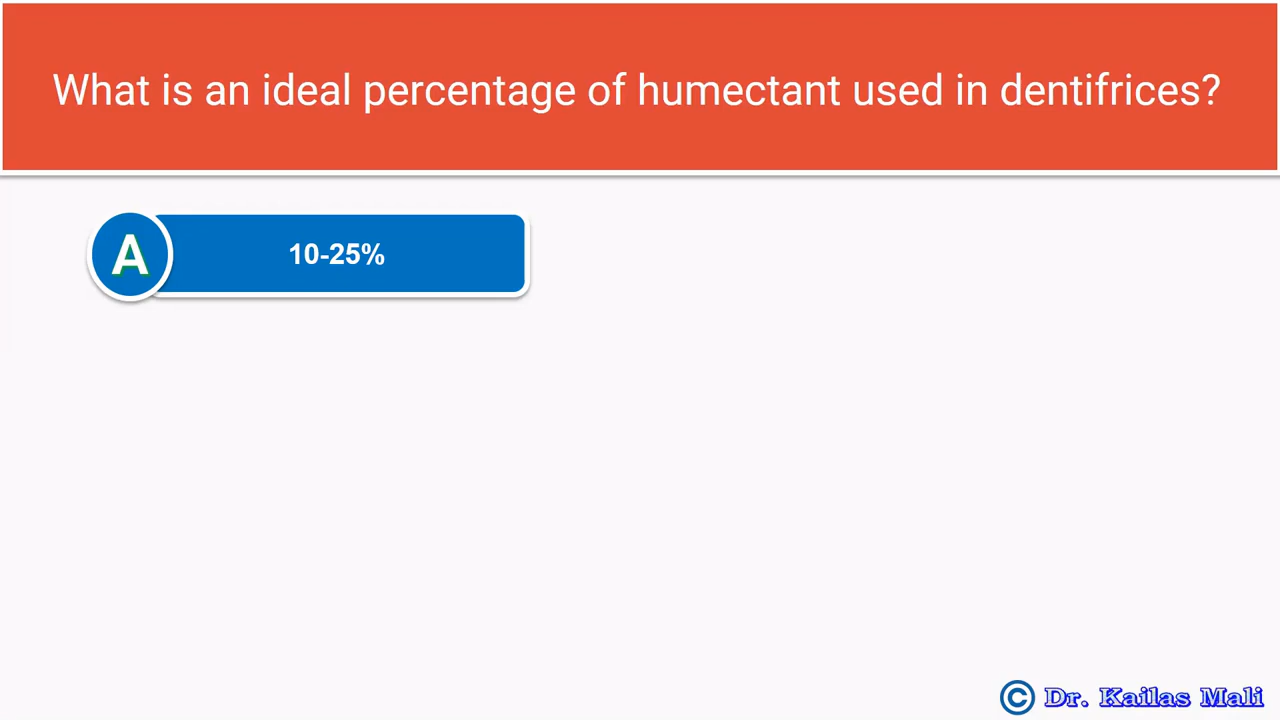 What is an ideal percentage of humectant used in dentifrices?
A
10-25%
© Dr. Kailas Mali